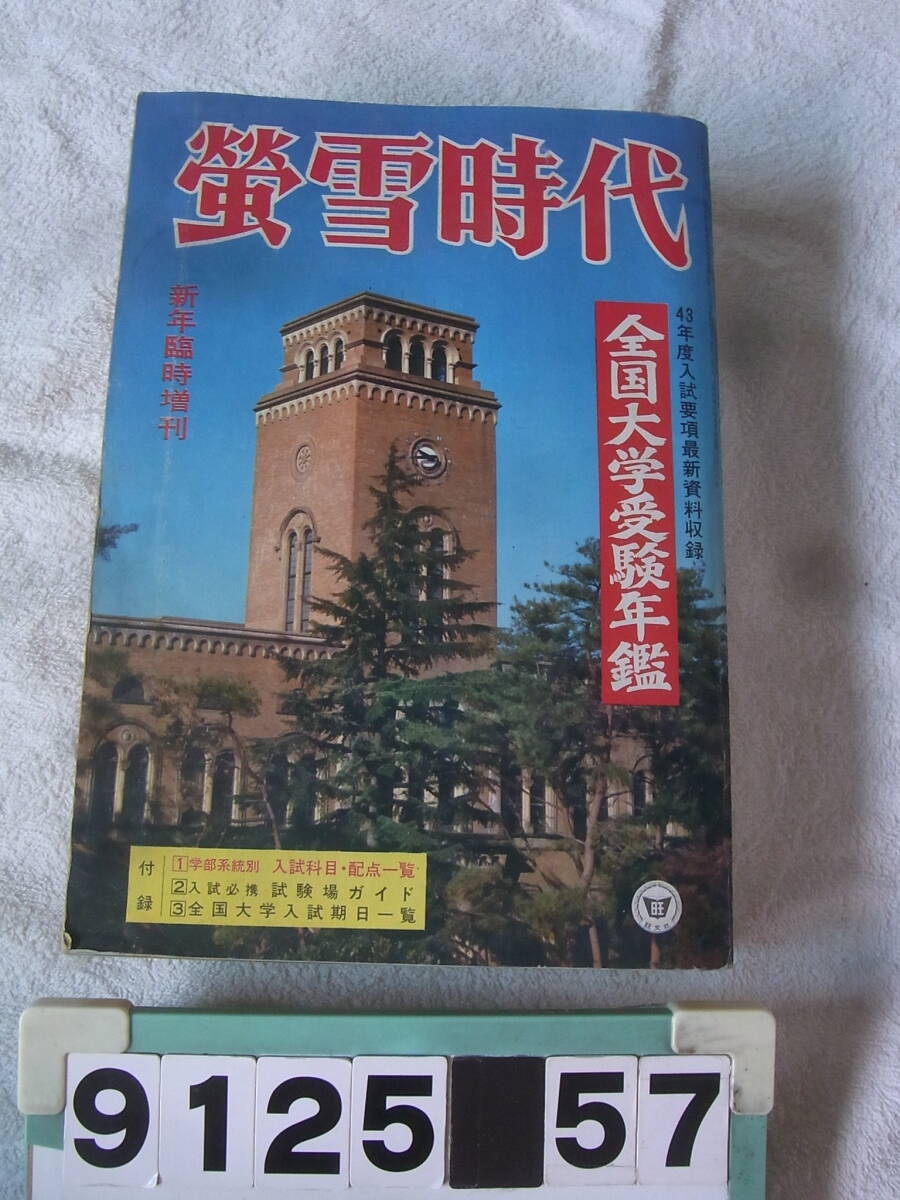 螢雪時代
新年臨時増刊
43年度入試要項最新資料収録
全国大学受験年鑑
付録
1学部系統別 入試科目・配点一覧
2入試必携 試験場ガイド
3全国大学入試期日一覧
旺
旺文社
9125 57